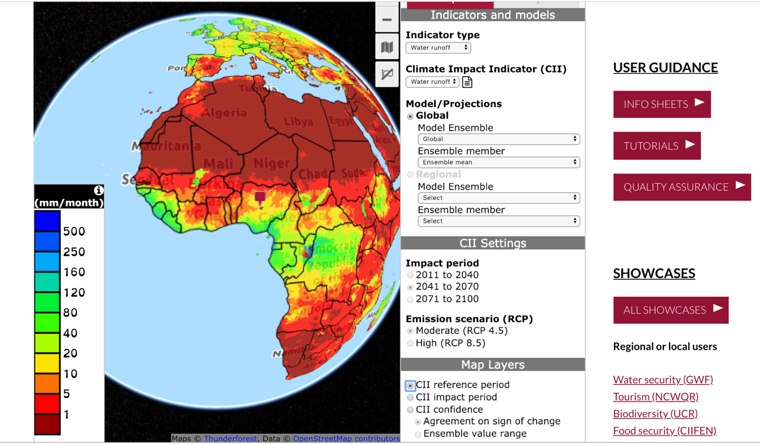 Indicators and models
Indicator type
Water runoff
Climate Impact Indicator (CII)
Water runoff
Model/Projections
Global
Model Ensemble
Global
Ensemble member
Ensemble mean
Regional
Model Ensemble
Select
Ensemble member
Select
CII Settings
Impact period
2011 to 2040
2041 to 2070
2071 to 2100
Emission scenario (RCP)
Moderate (RCP 4.5)
High (RCP 8.5)
Map Layers
CII reference period
CII impact period
CII confidence
Agreement on sign of change
Ensemble value range
USER GUIDANCE
INFO SHEETS
TUTORIALS
QUALITY ASSURANCE
SHOWCASES
ALL SHOWCASES
Regional or local users
Water security (GWF)
Tourism (NCWQR)
Biodiversity (UCR)
Food security (CIIFEN)
(mm/month)
500
250
160
120
80
40
20
10
5
1
Algeria
Libya
Mauritania
Mali
Niger
Chad
Sudan
Maps © Thunderforest, Data © OpenStreetMap contributors